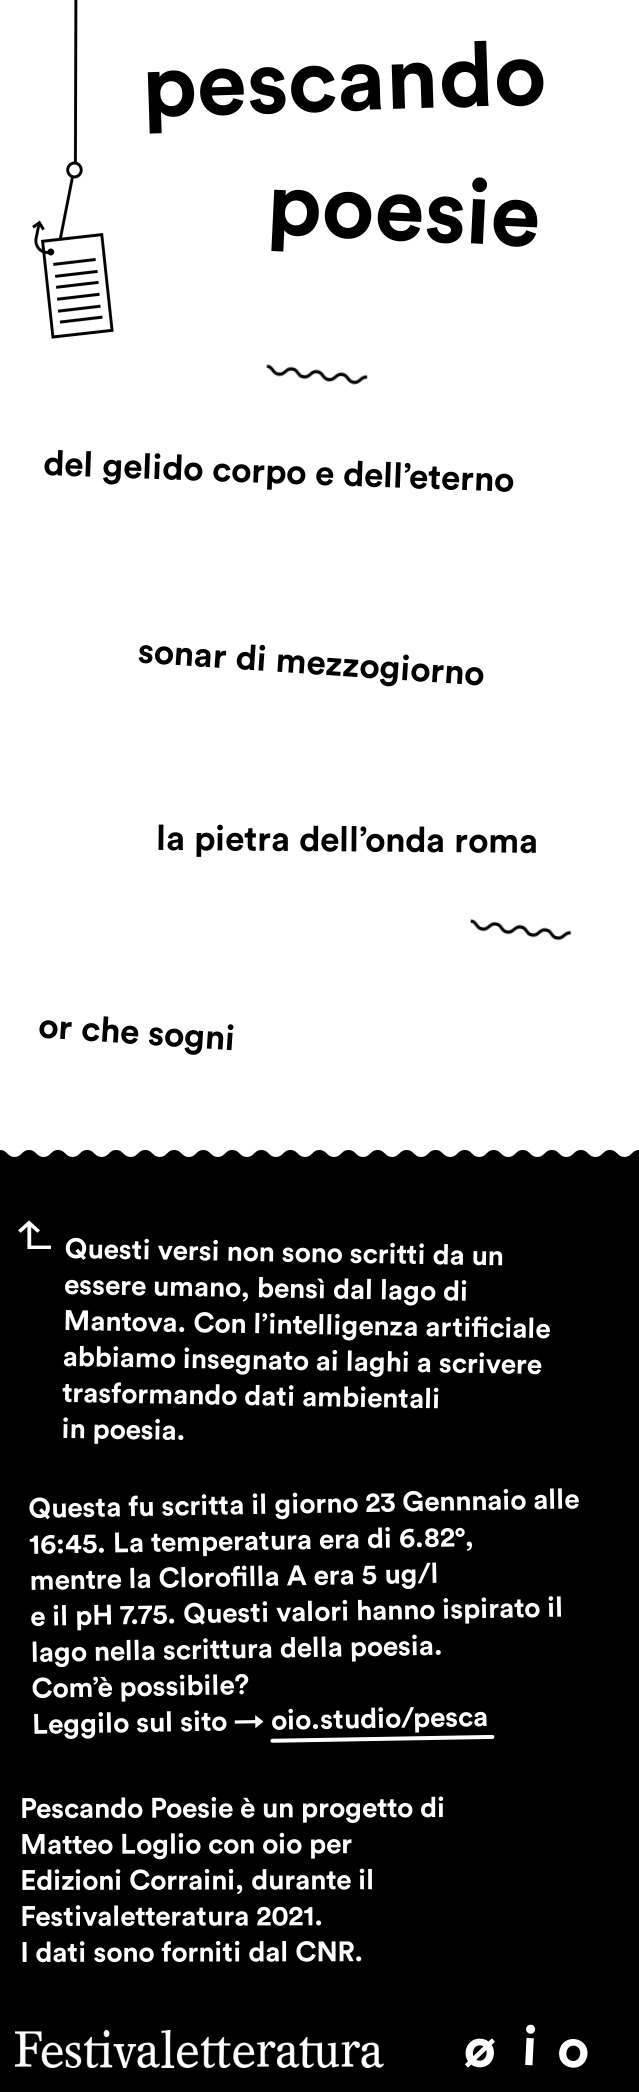 pescando
poesie
del gelido corpo e dell’eterno
sonar di mezzogiorno
la pietra dell’onda roma
or che sogni
Questi versi non sono scritti da un
essere umano, bensì dal lago di
Mantova. Con l’intelligenza artificiale
abbiamo insegnato ai laghi a scrivere
trasformando dati ambientali
in poesia.
Questa fu scritta il giorno 23 Gennnaio alle
16:45. La temperatura era di 6.82°,
mentre la Clorofilla A era 5 ug/l
e il pH 7.75. Questi valori hanno ispirato il
lago nella scrittura della poesia.
Com’è possibile?
Leggilo sul sito → oio.studio/pesca
Pescando Poesie è un progetto di
Matteo Loglio con oio per
Edizioni Corraini, durante il
Festivaletteratura 2021.
I dati sono forniti dal CNR.
Festivaletteratura ø i o